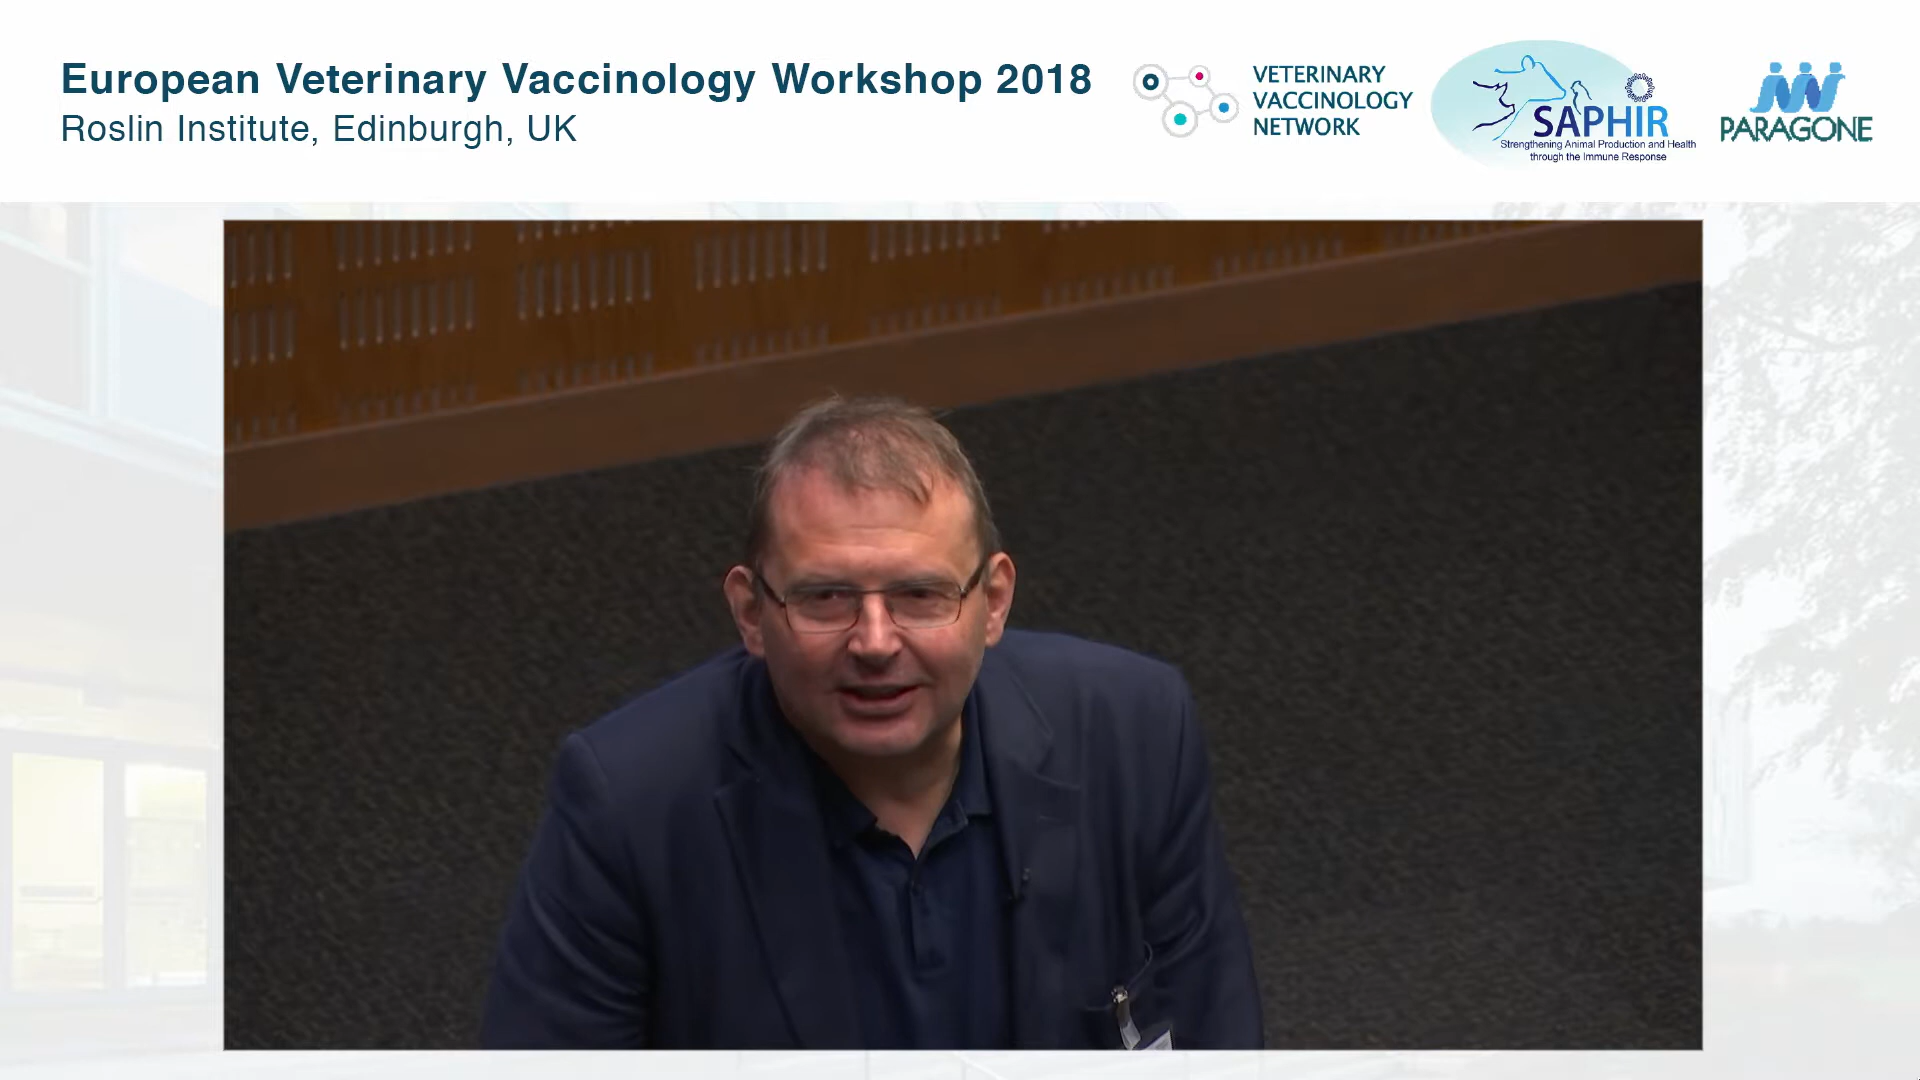 European Veterinary Vaccinology Workshop 2018
Roslin Institute, Edinburgh, UK
VETERINARY
VACCINOLOGY
NETWORK
SAPHIR
Strengthening Animal Production and Health
through the Immune Response
PARAGONE